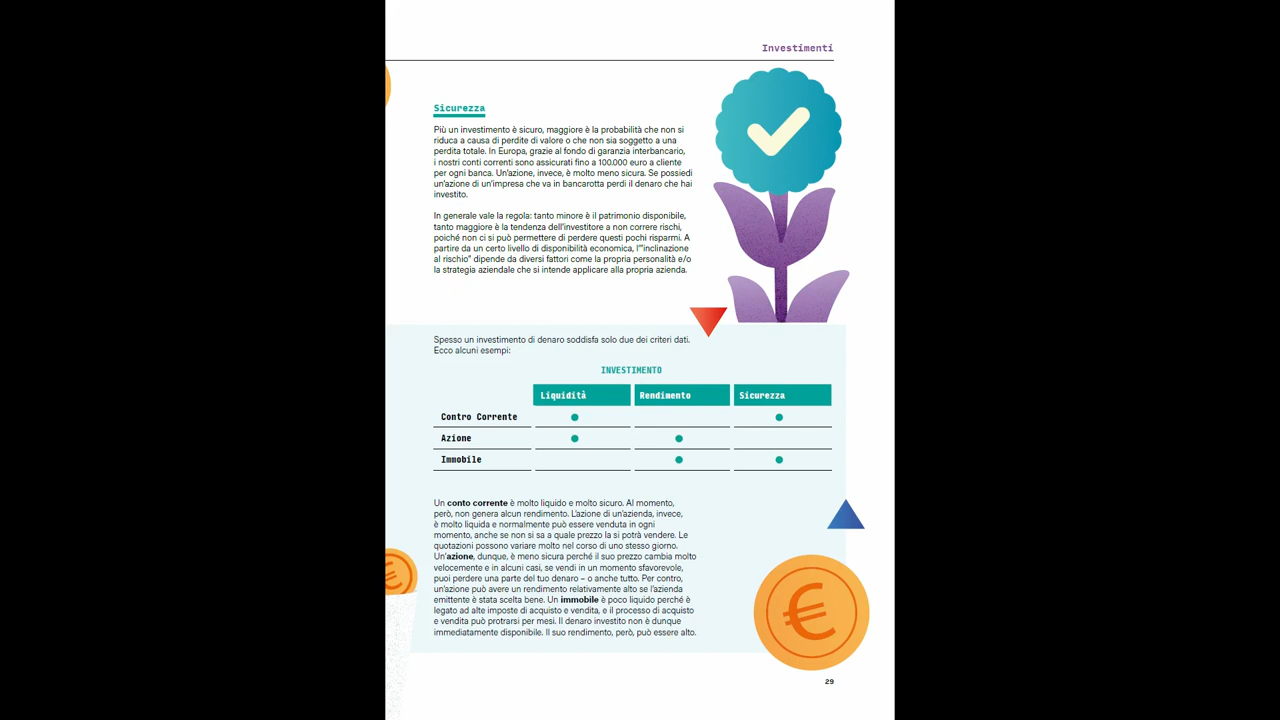 Investimenti
Sicurezza
Più un investimento è sicuro, maggiore è la probabilità che non si
riduca a causa di perdite di valore o che non sia soggetto a una
perdita totale. In Europa, grazie al fondo di garanzia interbancario,
i nostri conti correnti sono assicurati fino a 100.000 euro a cliente
per ogni banca. Un’azione, invece, è molto meno sicura. Se possiedi
un’azione di un’impresa che va in bancarotta perdi il denaro che hai
investito.
In generale vale la regola: tanto minore è il patrimonio disponibile,
tanto maggiore è la tendenza dell’investitore a non correre rischi,
poiché non ci si può permettere di perdere questi pochi risparmi. A
partire da un certo livello di disponibilità economica, l’"inclinazione
al rischio" dipende da diversi fattori come la propria personalità e/o
la strategia aziendale che si intende applicare alla propria azienda.
Spesso un investimento di denaro soddisfa solo due dei criteri dati.
Ecco alcuni esempi:
INVESTIMENTO
Liquidità Rendimento Sicurezza
Contro Corrente
Azione
Immobile
Un conto corrente è molto liquido e molto sicuro. Al momento,
però, non genera alcun rendimento. L’azione di un’azienda, invece,
è molto liquida e normalmente può essere venduta in ogni
momento, anche se non si sa a quale prezzo la si potrà vendere. Le
quotazioni possono variare molto nel corso di uno stesso giorno.
Un’azione, dunque, è meno sicura perché il suo prezzo cambia molto
velocemente e in alcuni casi, se vendi in un momento sfavorevole,
puoi perdere una parte del tuo denaro – o anche tutto. Per contro,
un’azione può avere un rendimento relativamente alto se l’azienda
emittente è stata scelta bene. Un immobile è poco liquido perché è
legato ad alte imposte di acquisto e vendita, e il processo di acquisto
e vendita può protrarsi per mesi. Il denaro investito non è dunque
immediatamente disponibile. Il suo rendimento, però, può essere alto.
€
€
29